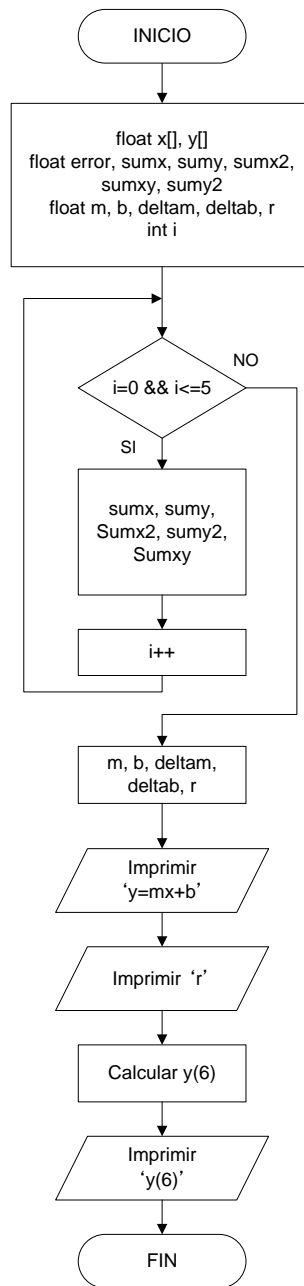 INICIO
float x[], y[]
float error, sumx, sumy, sumx2,
sumxy, sumy2
float m, b, deltam, deltab, r
int i
i=0 && i<=5
NO
SI
sumx, sumy,
Sumx2, sumy2,
Sumxy
i++
m, b, deltam,
deltab, r
Imprimir
‘y=mx+b’
Imprimir ‘r’
Calcular y(6)
Imprimir
‘y(6)’
FIN